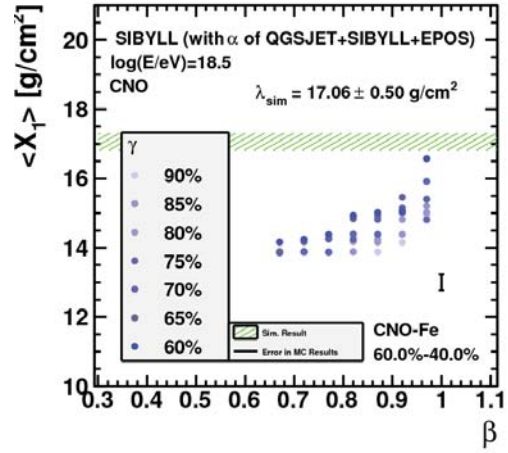 <X₁> [g/cm²]
20
18
16
14
12
10
SIBYLL (with α of QGSJET+SIBYLL+EPOS)
log(E/eV)=18.5
CNO
λsim = 17.06 ± 0.50 g/cm²
γ
90%
85%
80%
75%
70%
65%
60%
Sim. Result
Error in MC Results
CNO-Fe
60.0%-40.0%
0.3 0.4 0.5 0.6 0.7 0.8 0.9 1 1.1
β